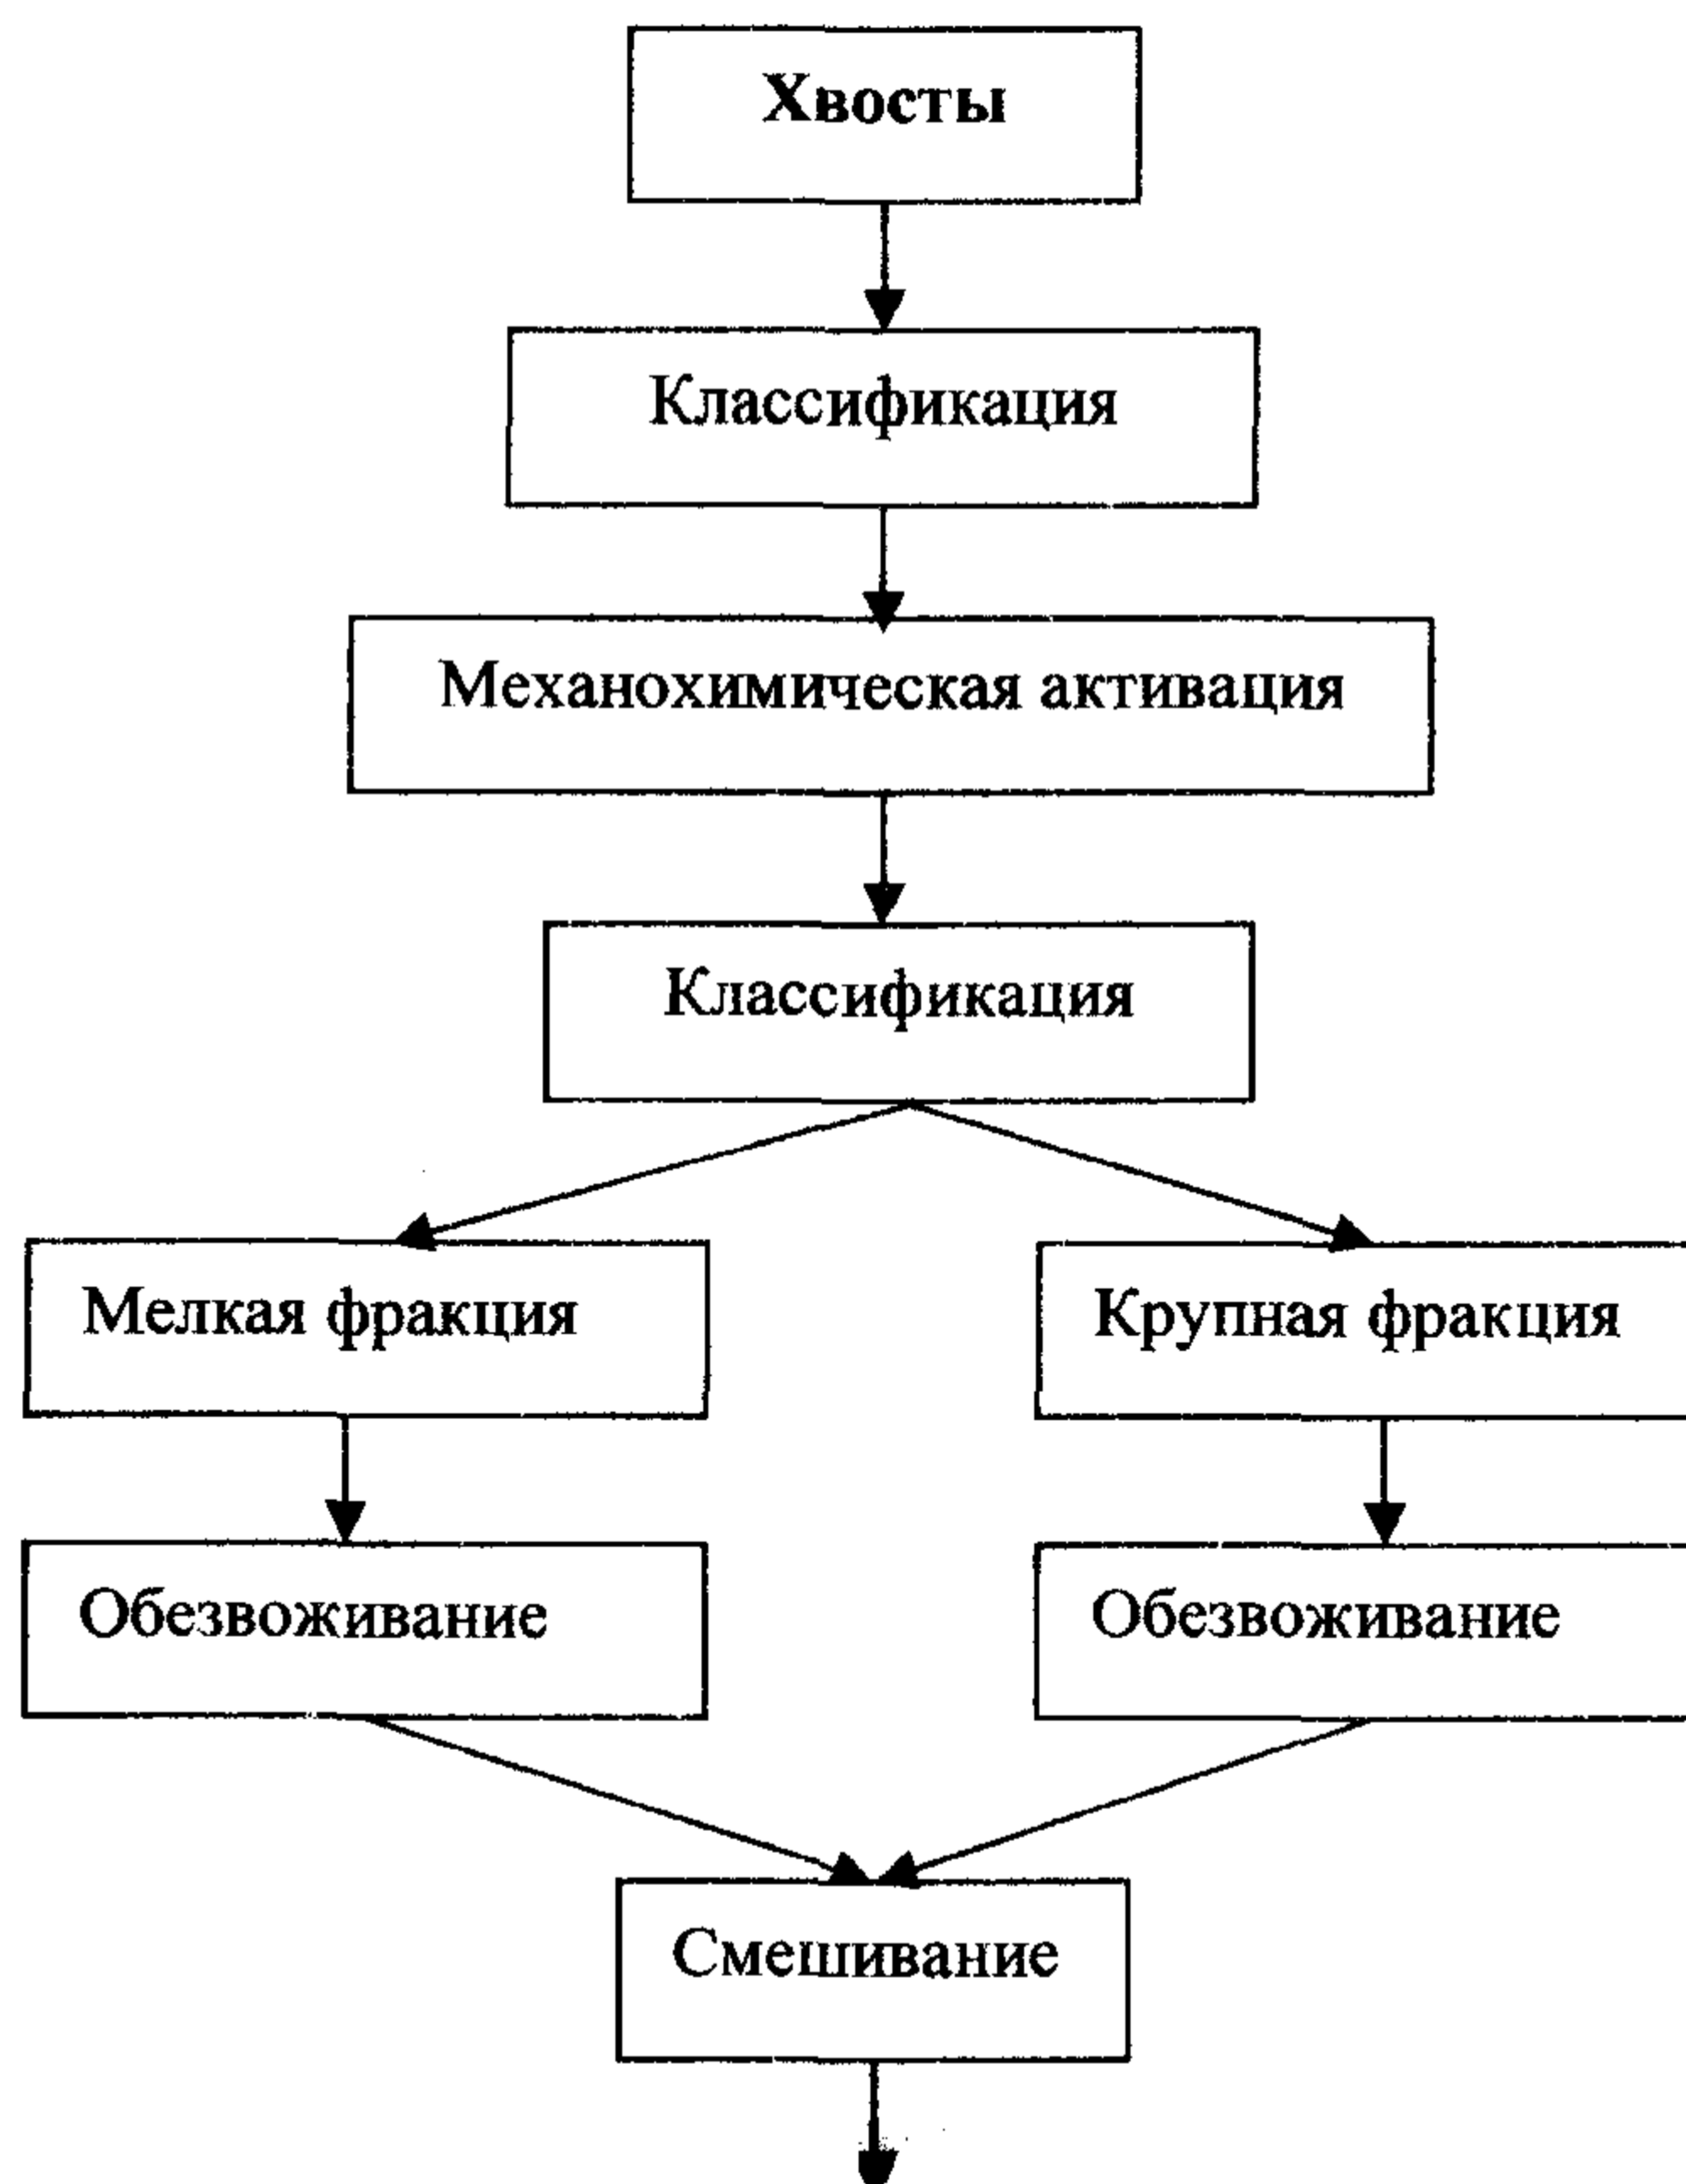 Хвосты
Классификация
Механохимическая активация
Классификация
Мелкая фракция
Крупная фракция
Обезвоживание
Обезвоживание
Смешивание